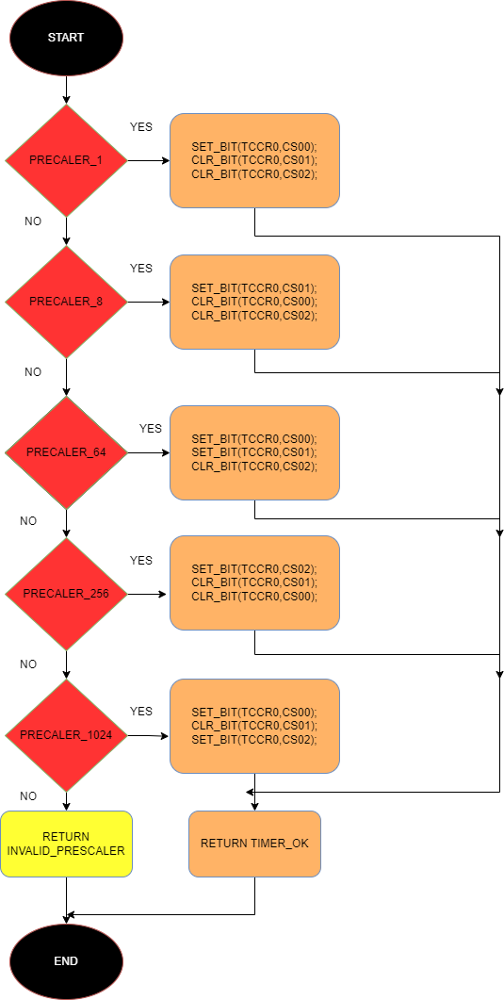 START
YES
PRECALER_1
SET_BIT(TCCR0,CS00);
CLR_BIT(TCCR0,CS01);
CLR_BIT(TCCR0,CS02);
NO
YES
PRECALER_8
SET_BIT(TCCR0,CS01);
CLR_BIT(TCCR0,CS00);
CLR_BIT(TCCR0,CS02);
NO
YES
PRECALER_64
SET_BIT(TCCR0,CS00);
SET_BIT(TCCR0,CS01);
CLR_BIT(TCCR0,CS02);
NO
YES
PRECALER_256
SET_BIT(TCCR0,CS02);
CLR_BIT(TCCR0,CS01);
CLR_BIT(TCCR0,CS00);
NO
YES
PRECALER_1024
SET_BIT(TCCR0,CS00);
CLR_BIT(TCCR0,CS01);
SET_BIT(TCCR0,CS02);
NO
RETURN
INVALID_PRESCALER
RETURN TIMER_OK
END